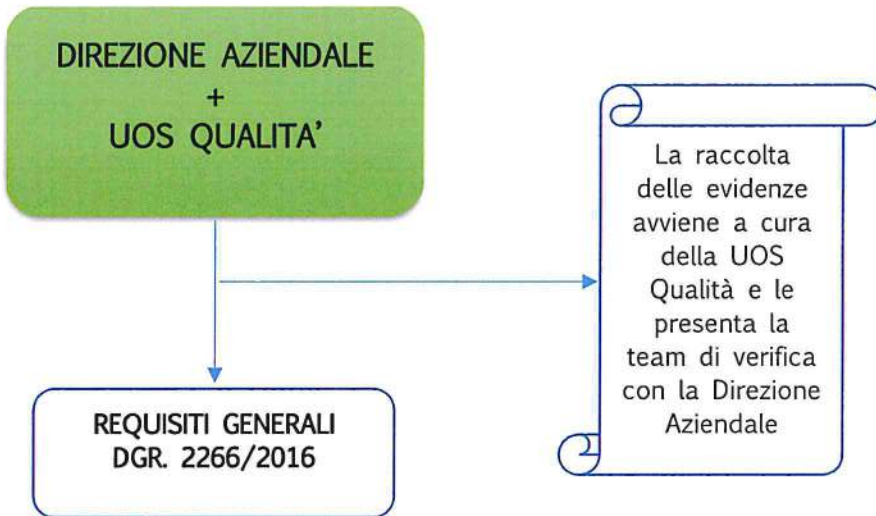 DIREZIONE AZIENDALE
+
UOS QUALITA’
La raccolta
delle evidenze
avviene a cura
della UOS
Qualità e le
presenta la
team di verifica
con la Direzione
Aziendale
REQUISITI GENERALI
DGR. 2266/2016